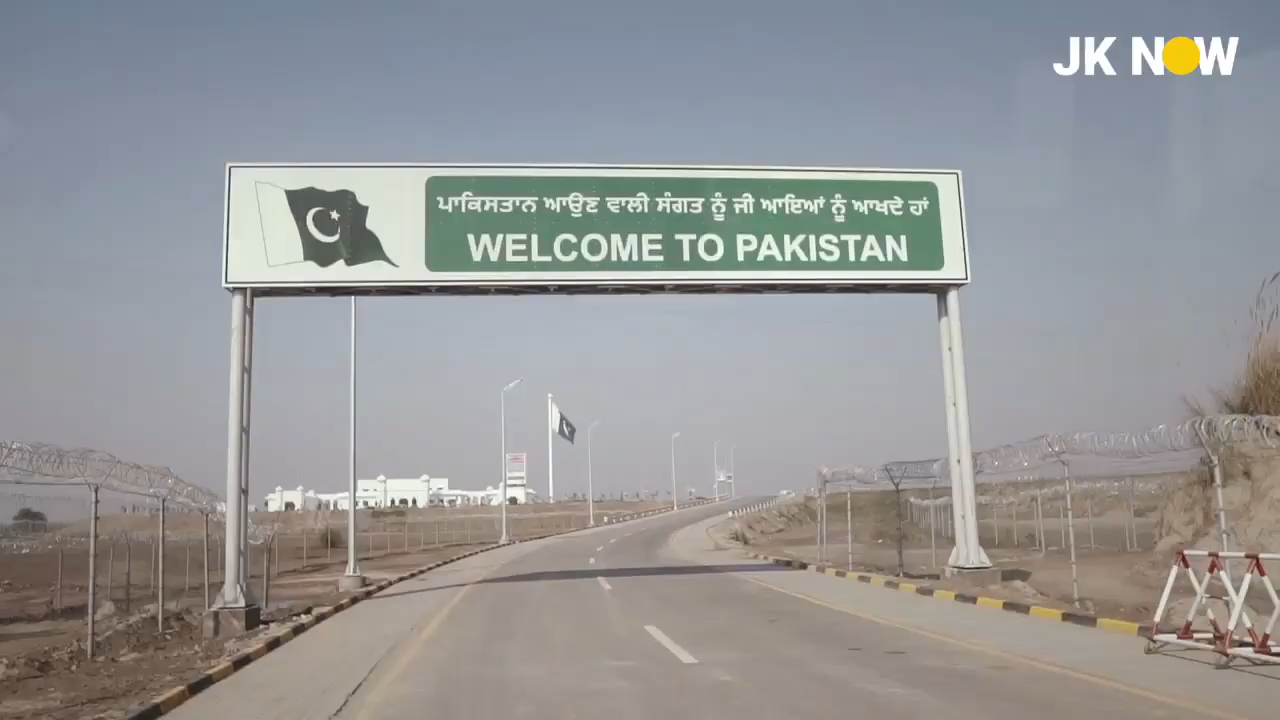 JK NOW
ਪਾਕਿਸਤਾਨ ਆਉਣ ਵਾਲੀ ਸੰਗਤ ਨੂੰ ਜੀ ਆਇਆਂ ਨੂੰ ਆਖਦੇ ਹਾਂ
WELCOME TO PAKISTAN